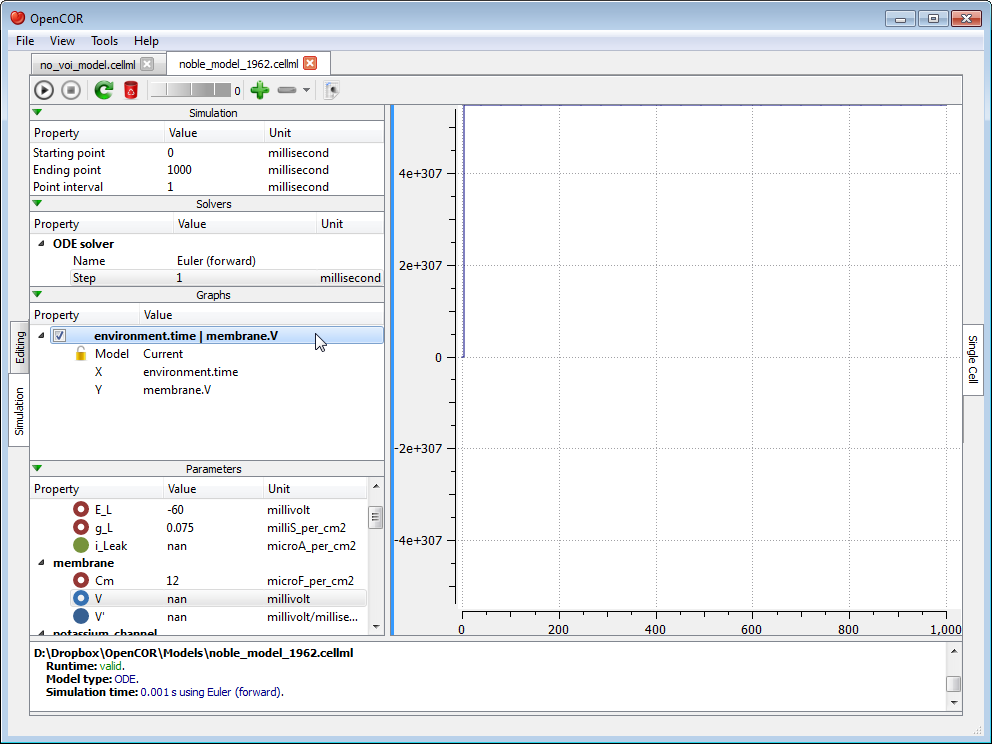 OpenCOR
File View Tools Help
no_voi_model.cellml noble_model_1962.cellml
0
Simulation
Property Value Unit
Starting point 0 millisecond
Ending point 1000 millisecond
Point interval 1 millisecond
Solvers
Property Value Unit
ODE solver
Name Euler (forward)
Step 1 millisecond
Graphs
Property Value
environment.time | membrane.V
Model Current
X environment.time
Y membrane.V
Parameters
Property Value Unit
E_L -60 millivolt
g_L 0.075 milliS_per_cm2
i_Leak nan microA_per_cm2
membrane
Cm 12 microF_per_cm2
V nan millivolt
V' nan millivolt/millise...
potassium_channel
Editing
Simulation
4e+307
2e+307
0
-2e+307
-4e+307
0 200 400 600 800 1,000
Single Cell
D:\Dropbox\OpenCOR\Models\noble_model_1962.cellml
Runtime: valid.
Model type: ODE.
Simulation time: 0.001 s using Euler (forward).